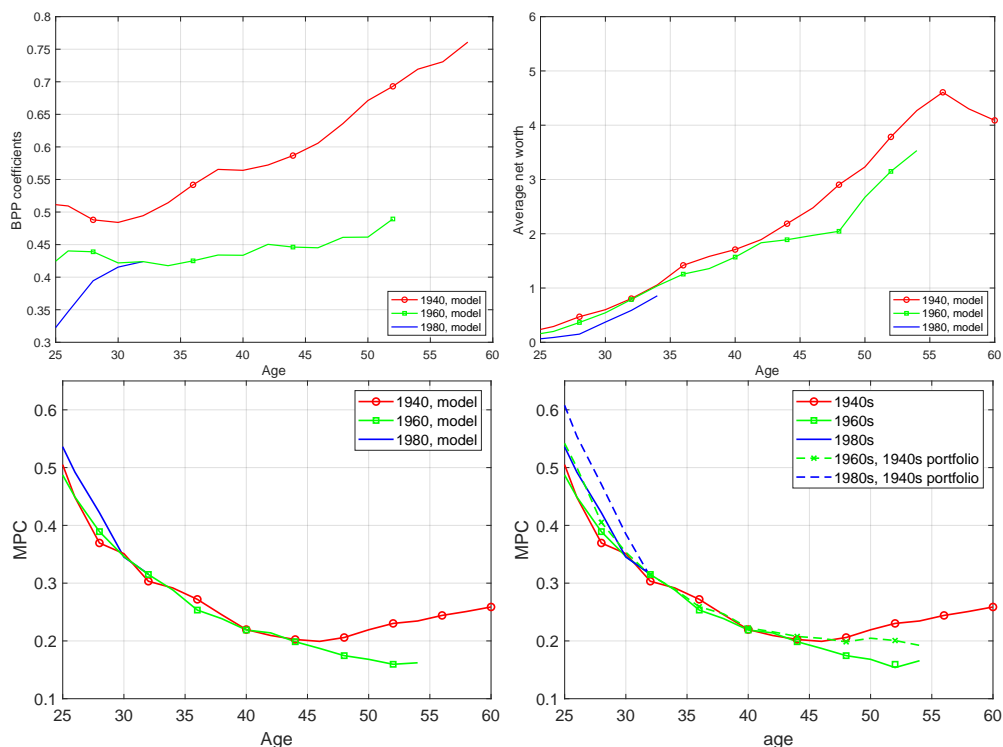 0.8
0.75
0.7
0.65
0.6
0.55
0.5
0.45
0.4
0.35
0.3
BPP coefficients
25 30 35 40 45 50 55 60
Age
1940, model
1960, model
1980, model
6
5
4
3
2
1
0
Average net worth
25 30 35 40 45 50 55 60
Age
1940, model
1960, model
1980, model
0.6
0.5
0.4
0.3
0.2
0.1
MPC
25 30 35 40 45 50 55 60
Age
1940, model
1960, model
1980, model
0.6
0.5
0.4
0.3
0.2
0.1
MPC
25 30 35 40 45 50 55 60
age
1940s
1960s
1980s
1960s, 1940s portfolio
1980s, 1940s portfolio